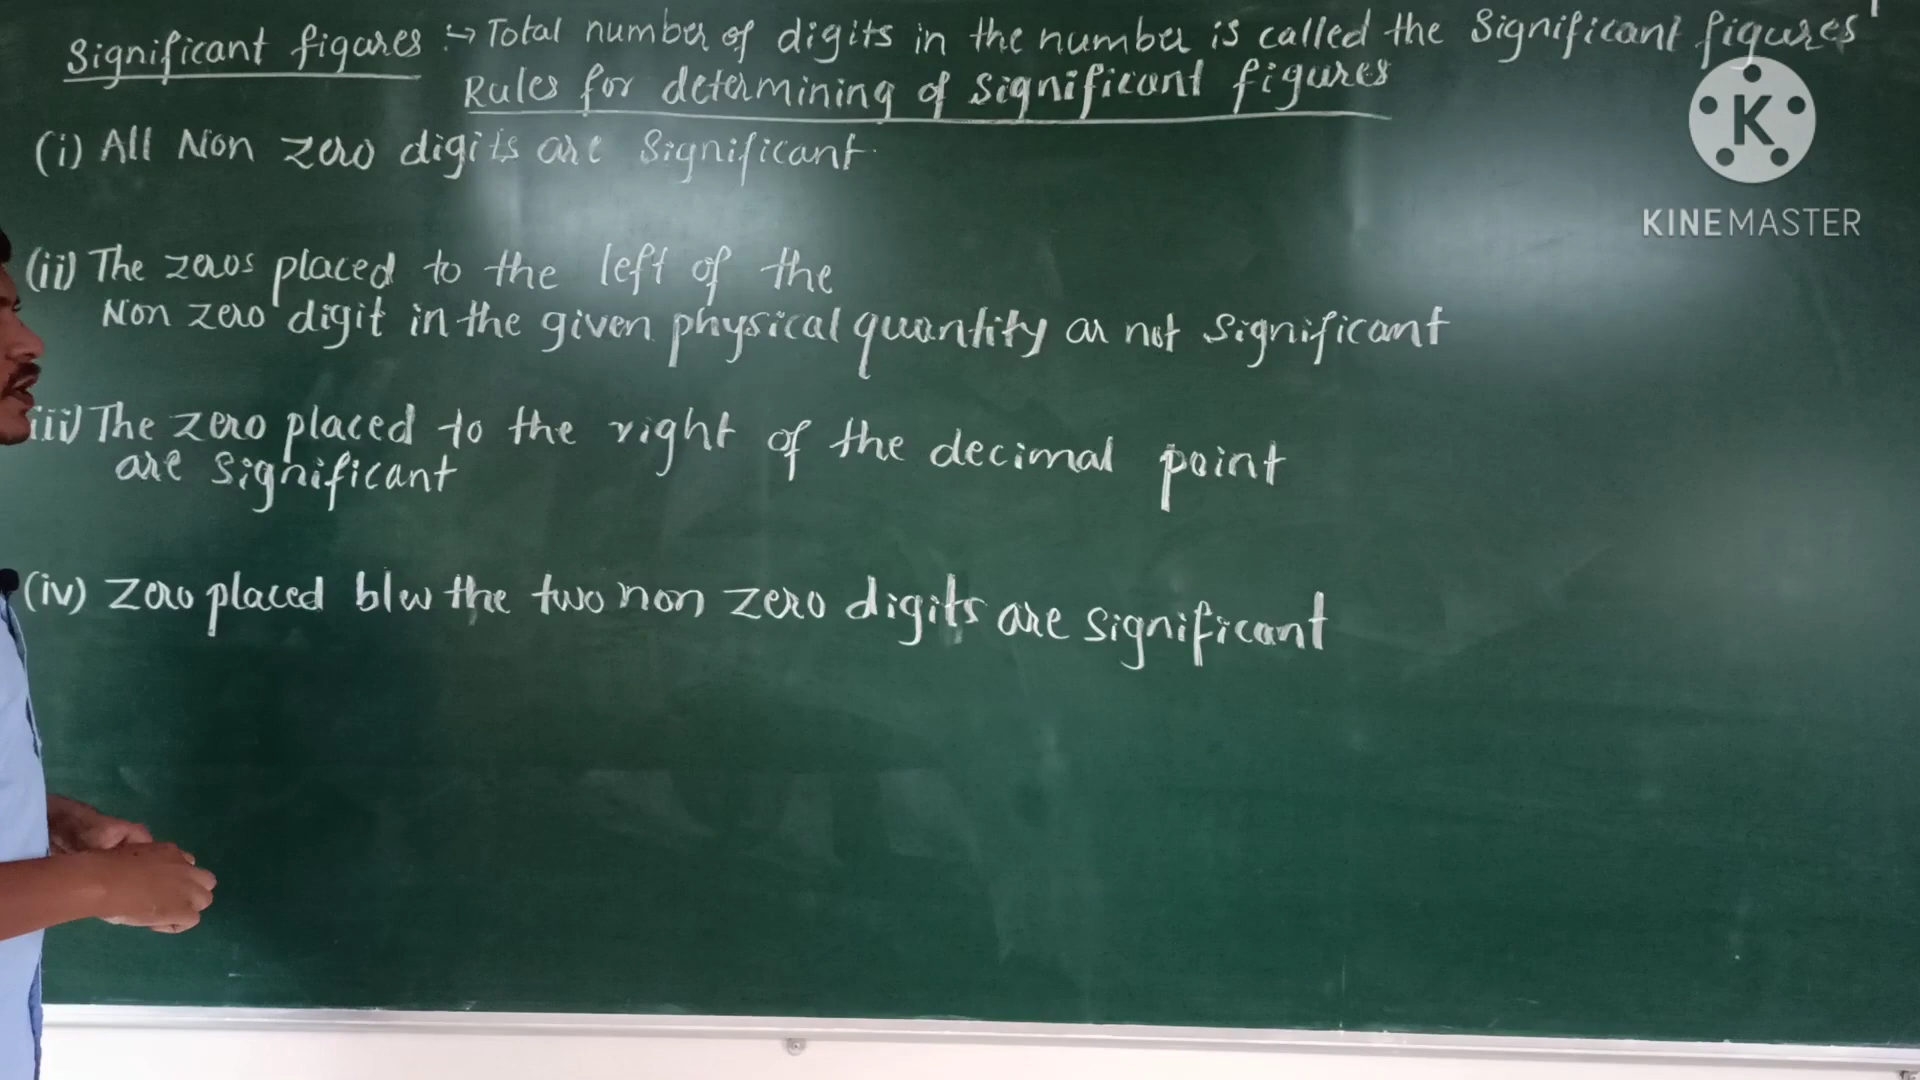 Significant figures :→ Total number of digits in the number is called the Significant figures
Rules for determining of significant figures
(i) All Non zero digits are significant
(ii) The zeros placed to the left of the
Non zero digit in the given physical quantity are not significant
iii) The zero placed to the right of the decimal point
are significant
(iv) Zero placed b/w the two non zero digits are significant
K
KINEMASTER